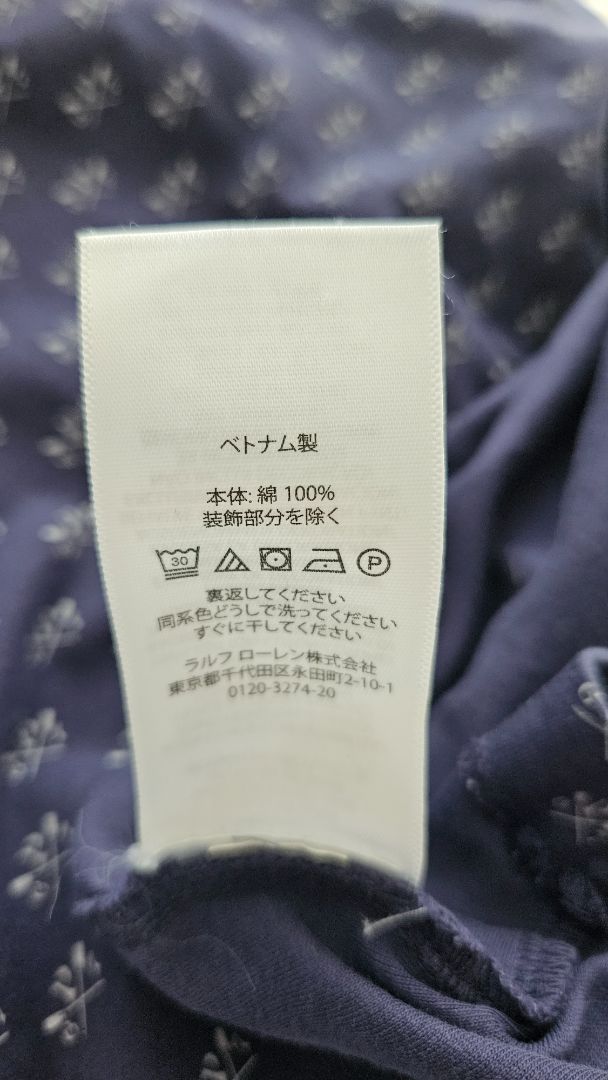 ベトナム製
本体: 綿 100%
装飾部分を除く
30 P
裏返してください
同系色どうしで洗ってください
すぐに干してください
ラルフ ローレン株式会社
東京都千代田区永田町2-10-1
0120-3274-20